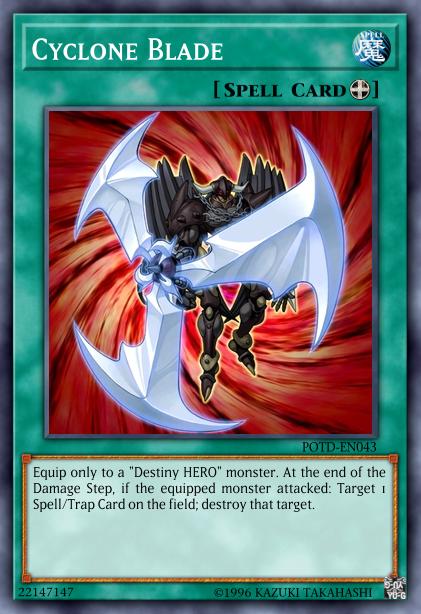 CYCLONE BLADE
SPELL
魔
[SPELL CARD]
POTD-EN043
Equip only to a "Destiny HERO" monster. At the end of the
Damage Step, if the equipped monster attacked: Target 1
Spell/Trap Card on the field; destroy that target.
22147147
©1996 KAZUKI TAKAHASHI